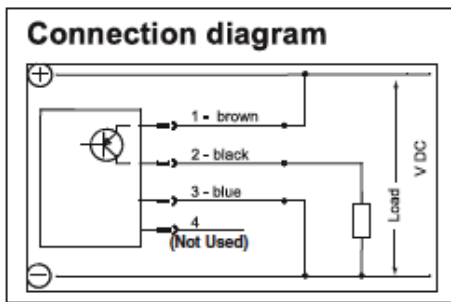 Connection diagram
+
1 - brown
2 - black
3 - blue
4
(Not Used)
Load
V DC
−